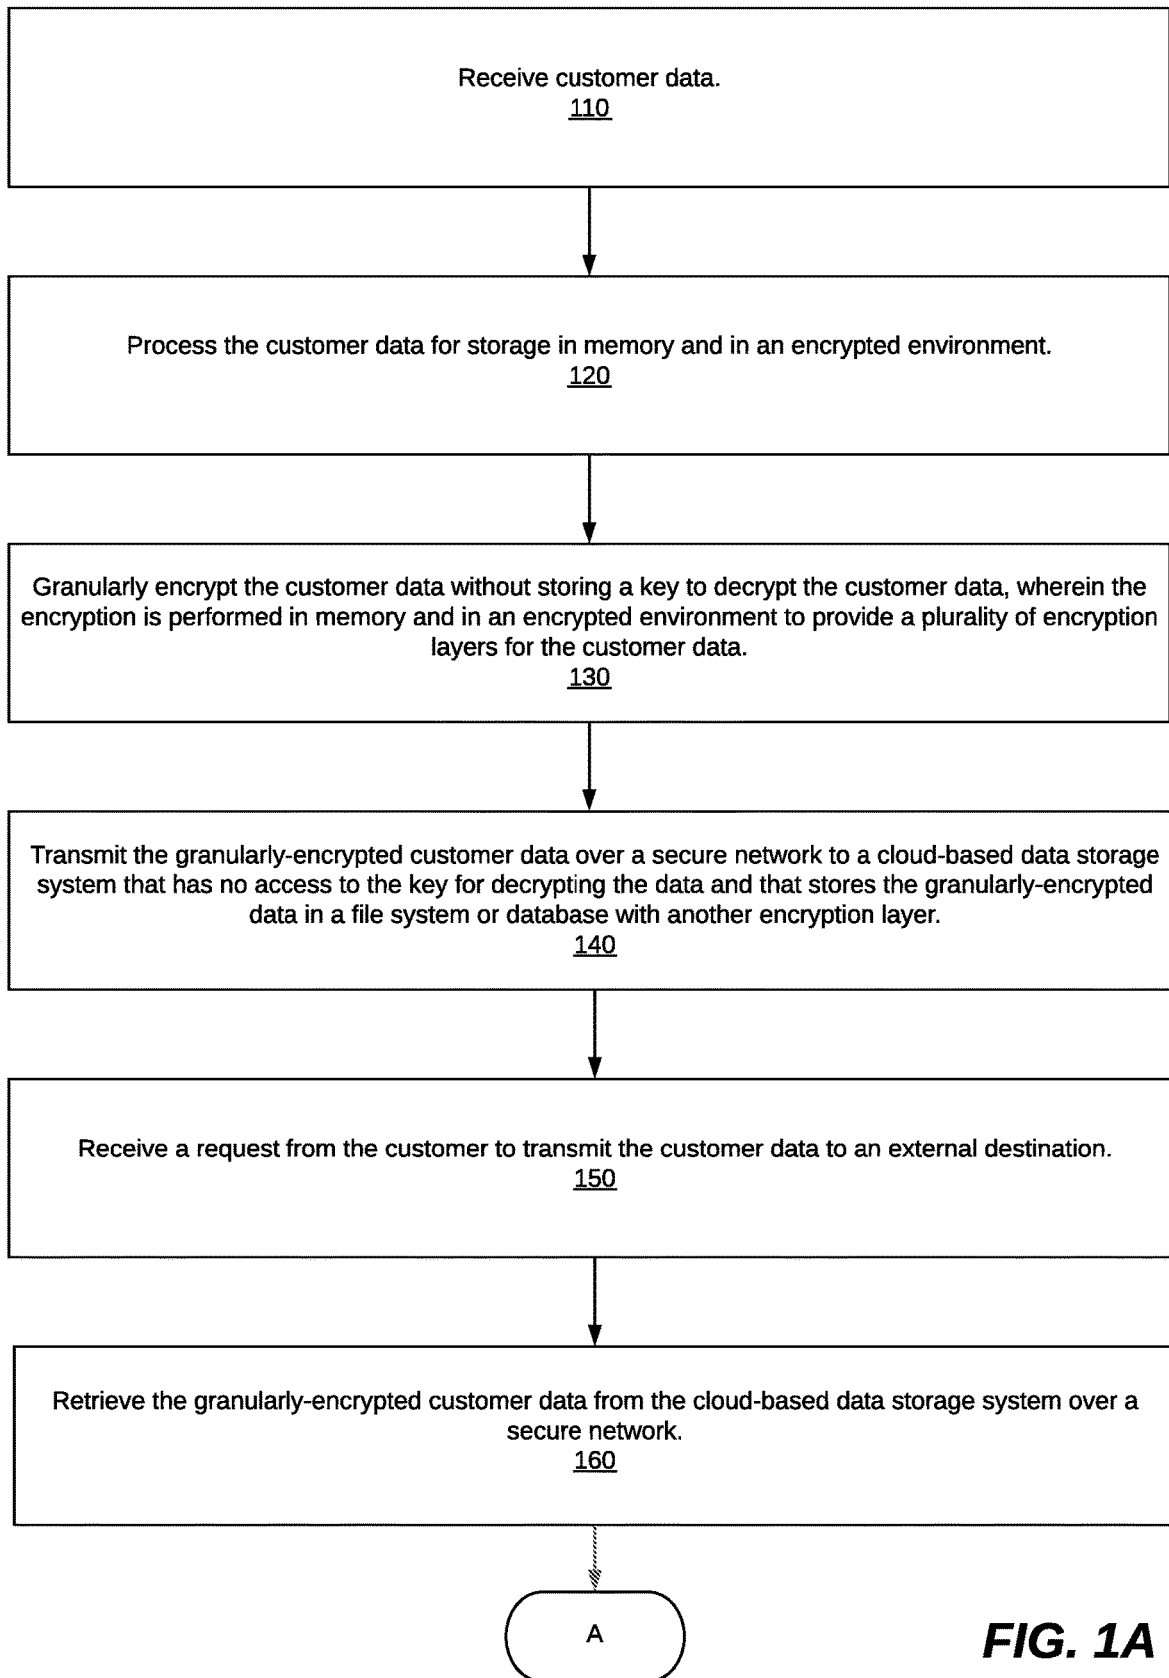 Receive customer data.
110
Process the customer data for storage in memory and in an encrypted environment.
120
Granularly encrypt the customer data without storing a key to decrypt the customer data, wherein the
encryption is performed in memory and in an encrypted environment to provide a plurality of encryption
layers for the customer data.
130
Transmit the granularly-encrypted customer data over a secure network to a cloud-based data storage
system that has no access to the key for decrypting the data and that stores the granularly-encrypted
data in a file system or database with another encryption layer.
140
Receive a request from the customer to transmit the customer data to an external destination.
150
Retrieve the granularly-encrypted customer data from the cloud-based data storage system over a
secure network.
160
A
FIG. 1A